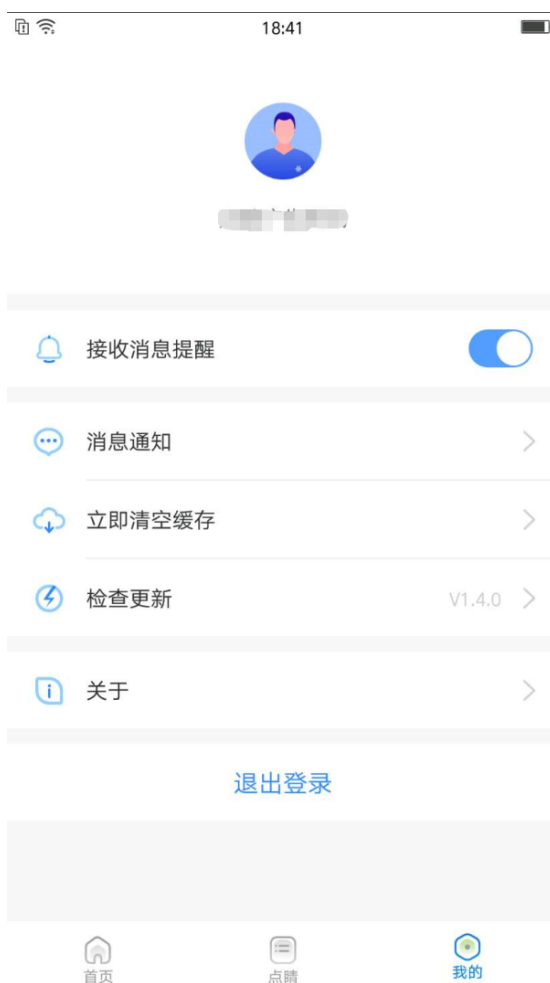 18:41
接收消息提醒
消息通知
立即清空缓存
检查更新 V1.4.0
关于
退出登录
首页 点睛 我的